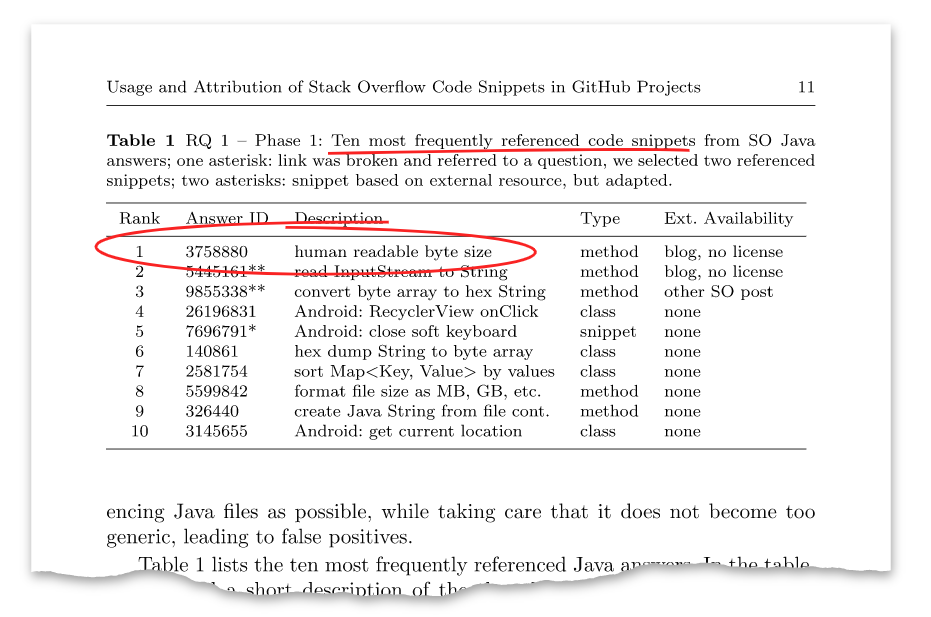 Usage and Attribution of Stack Overflow Code Snippets in GitHub Projects 11
Table 1 RQ 1 – Phase 1: Ten most frequently referenced code snippets from SO Java
answers; one asterisk: link was broken and referred to a question, we selected two referenced
snippets; two asterisks: snippet based on external resource, but adapted.
Rank Answer ID Description Type Ext. Availability
1 3758880 human readable byte size method blog, no license
2 5445161** read InputStream to String method blog, no license
3 9855338** convert byte array to hex String method other SO post
4 26196831 Android: RecyclerView onClick class none
5 7696791* Android: close soft keyboard snippet none
6 140861 hex dump String to byte array class none
7 2581754 sort Map<Key, Value> by values class none
8 5599842 format file size as MB, GB, etc. method none
9 326440 create Java String from file cont. method none
10 3145655 Android: get current location class none
encing Java files as possible, while taking care that it does not become too
generic, leading to false positives.
Table 1 lists the ten most frequently referenced Java answers. In the table,
a short description of the